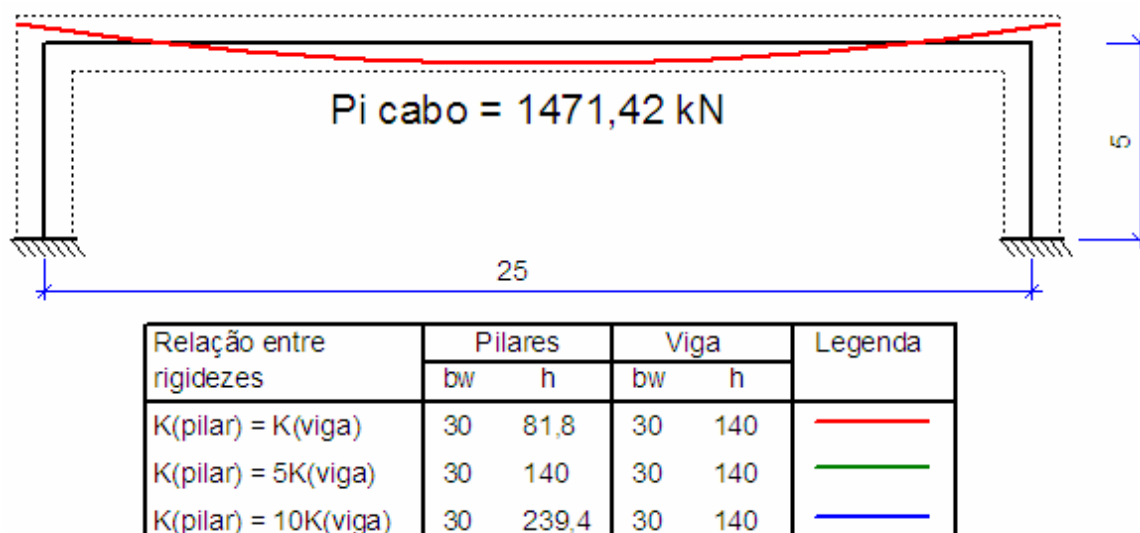 Pi cabo = 1471,42 kN
5
25
Relação entre rigidezes Pilares Viga Legenda
bw h bw h
K(pilar) = K(viga) 30 81,8 30 140
K(pilar) = 5K(viga) 30 140 30 140
K(pilar) = 10K(viga) 30 239,4 30 140